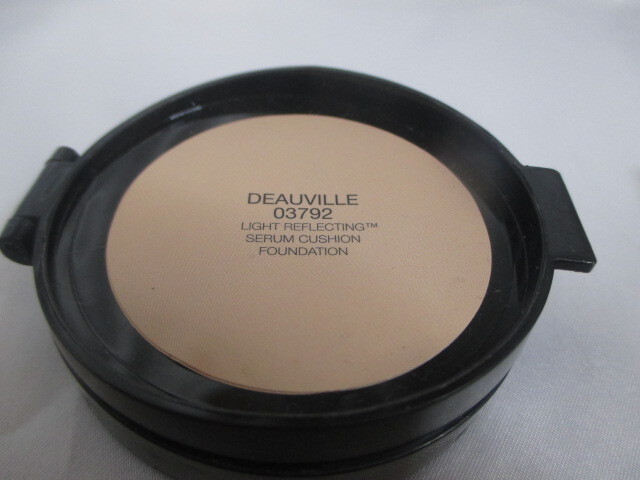 DEAUVILLE
03792
LIGHT REFLECTING™
SERUM CUSHION
FOUNDATION